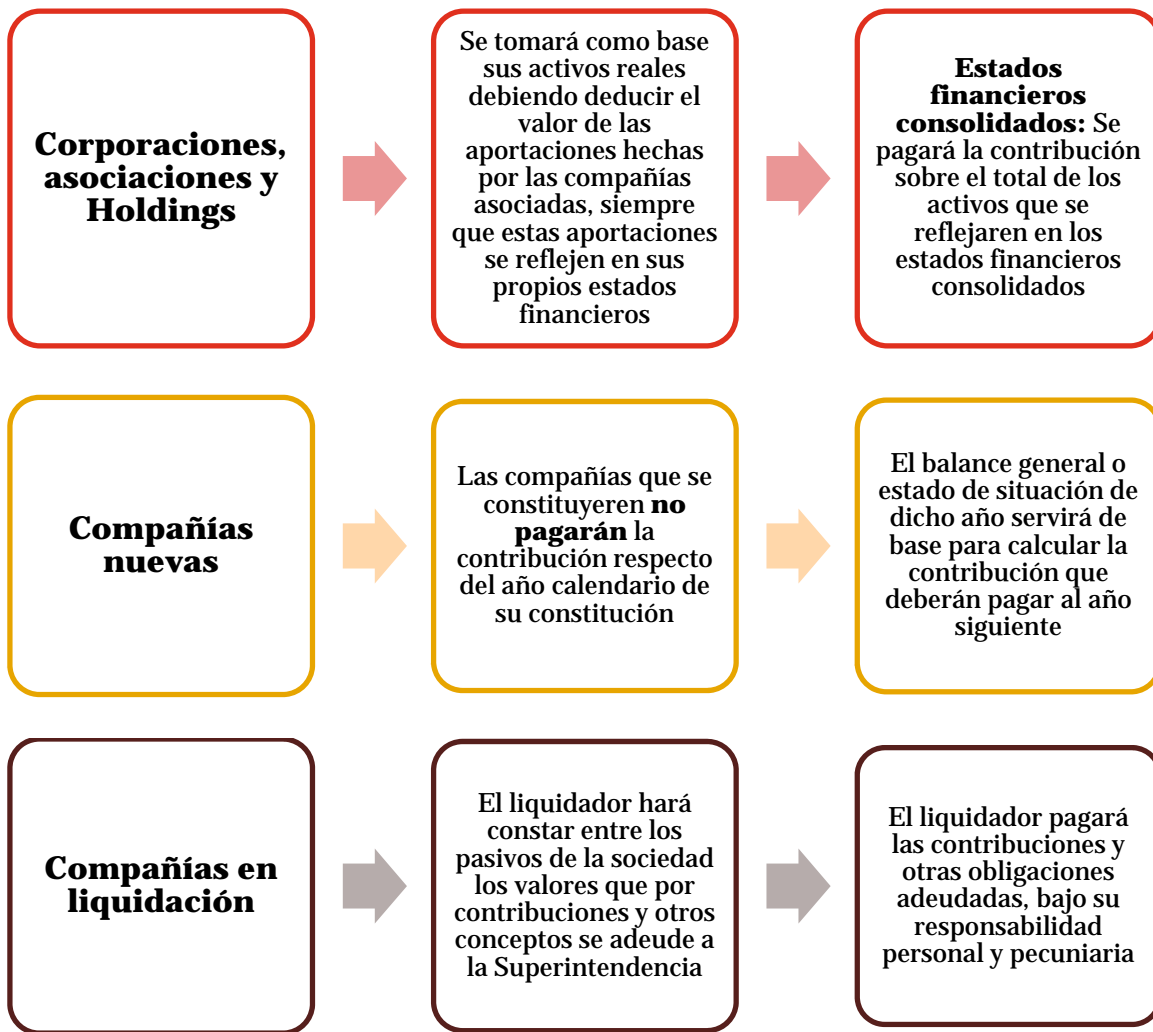 Corporaciones,
asociaciones y
Holdings
Se tomará como base
sus activos reales
debiendo deducir el
valor de las
aportaciones hechas
por las compañías
asociadas, siempre
que estas aportaciones
se reflejen en sus
propios estados
financieros
Estados
financieros
consolidados: Se
pagará la contribución
sobre el total de los
activos que se
reflejaren en los
estados financieros
consolidados
Compañías
nuevas
Las compañías que se
constituyeren no
pagarán la
contribución respecto
del año calendario de
su constitución
El balance general o
estado de situación de
dicho año servirá de
base para calcular la
contribución que
deberán pagar al año
siguiente
Compañías en
liquidación
El liquidador hará
constar entre los
pasivos de la sociedad
los valores que por
contribuciones y otros
conceptos se adeude a
la Superintendencia
El liquidador pagará
las contribuciones y
otras obligaciones
adeudadas, bajo su
responsabilidad
personal y pecuniaria